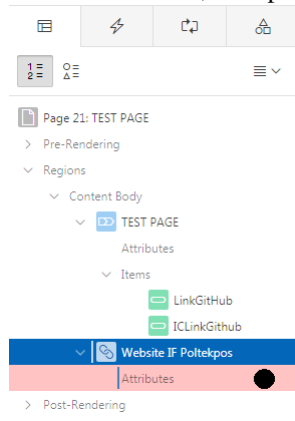 Page 21: TEST PAGE
Pre-Rendering
Regions
Content Body
TEST PAGE
Attributes
Items
LinkGitHub
ICLinkGithub
Website IF Poltekpos
Attributes
Post-Rendering